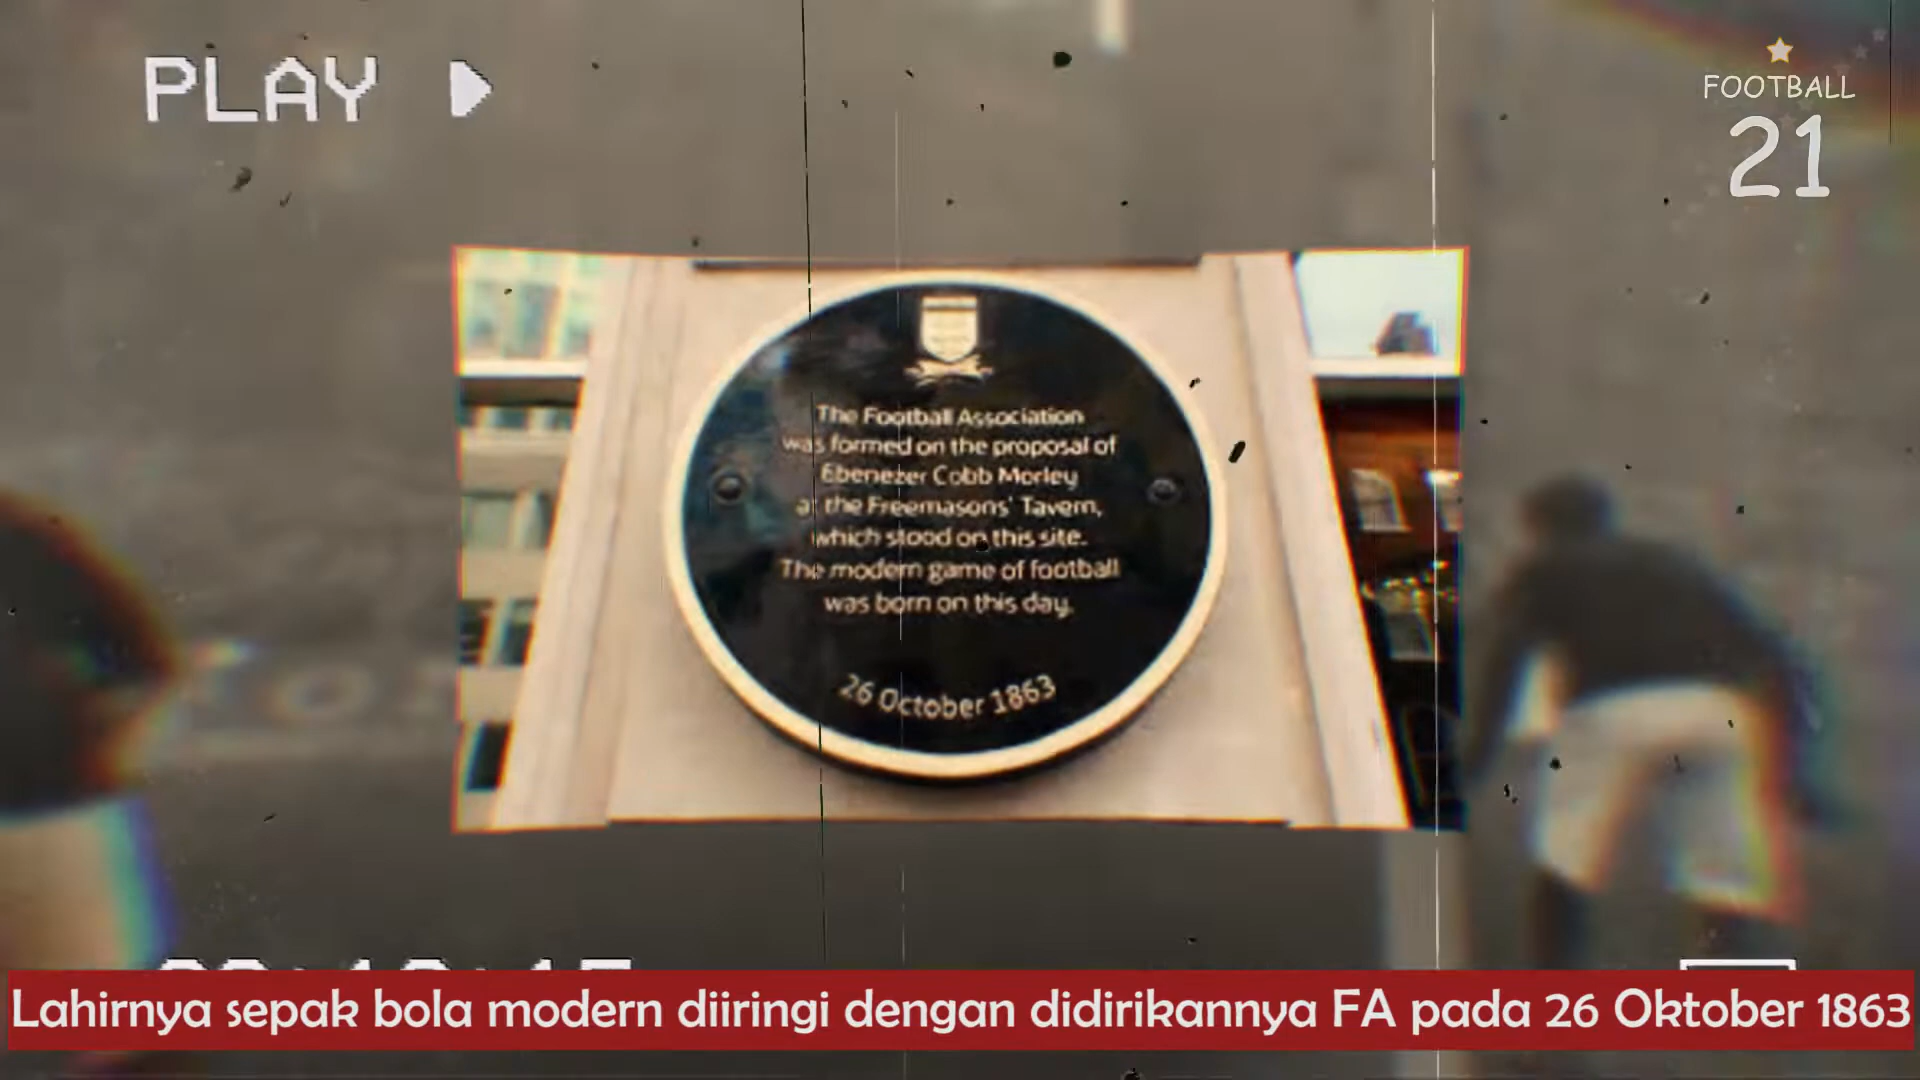 PLAY
FOOTBALL
21
The Football Association
was formed on the proposal of
Ebenezer Cobb Morley
at the Freemasons' Tavern,
which stood on this site.
The modern game of football
was born on this day.
26 October 1863
Lahirnya sepak bola modern diiringi dengan didirikannya FA pada 26 Oktober 1863